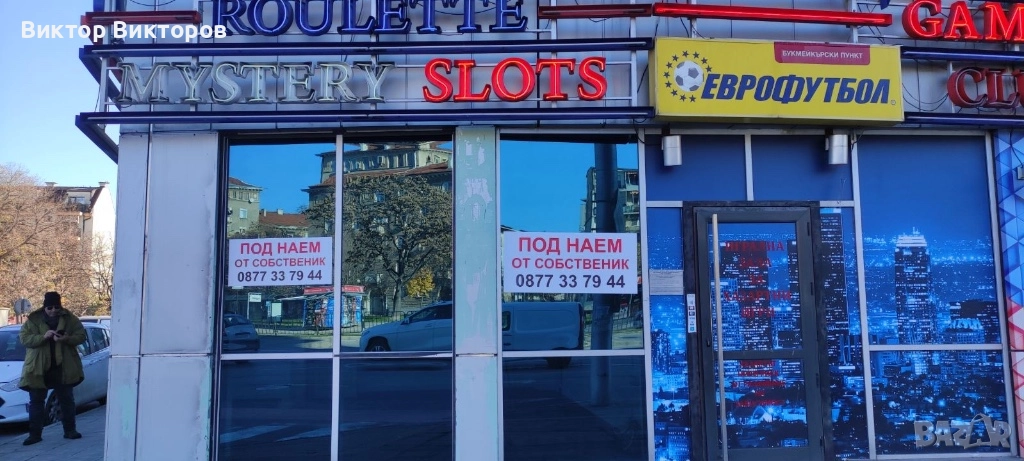 Виктор Викторов
ROULETTE
GAM
MYSTERY SLOTS
БУКМЕЙКЪРСКИ ПУНКТ
ЕВРОФУТБОЛ
CLU
ПОД НАЕМ
ОТ СОБСТВЕНИК
0877 33 79 44
ПОД НАЕМ
ОТ СОБСТВЕНИК
0877 33 79 44
BAZAR